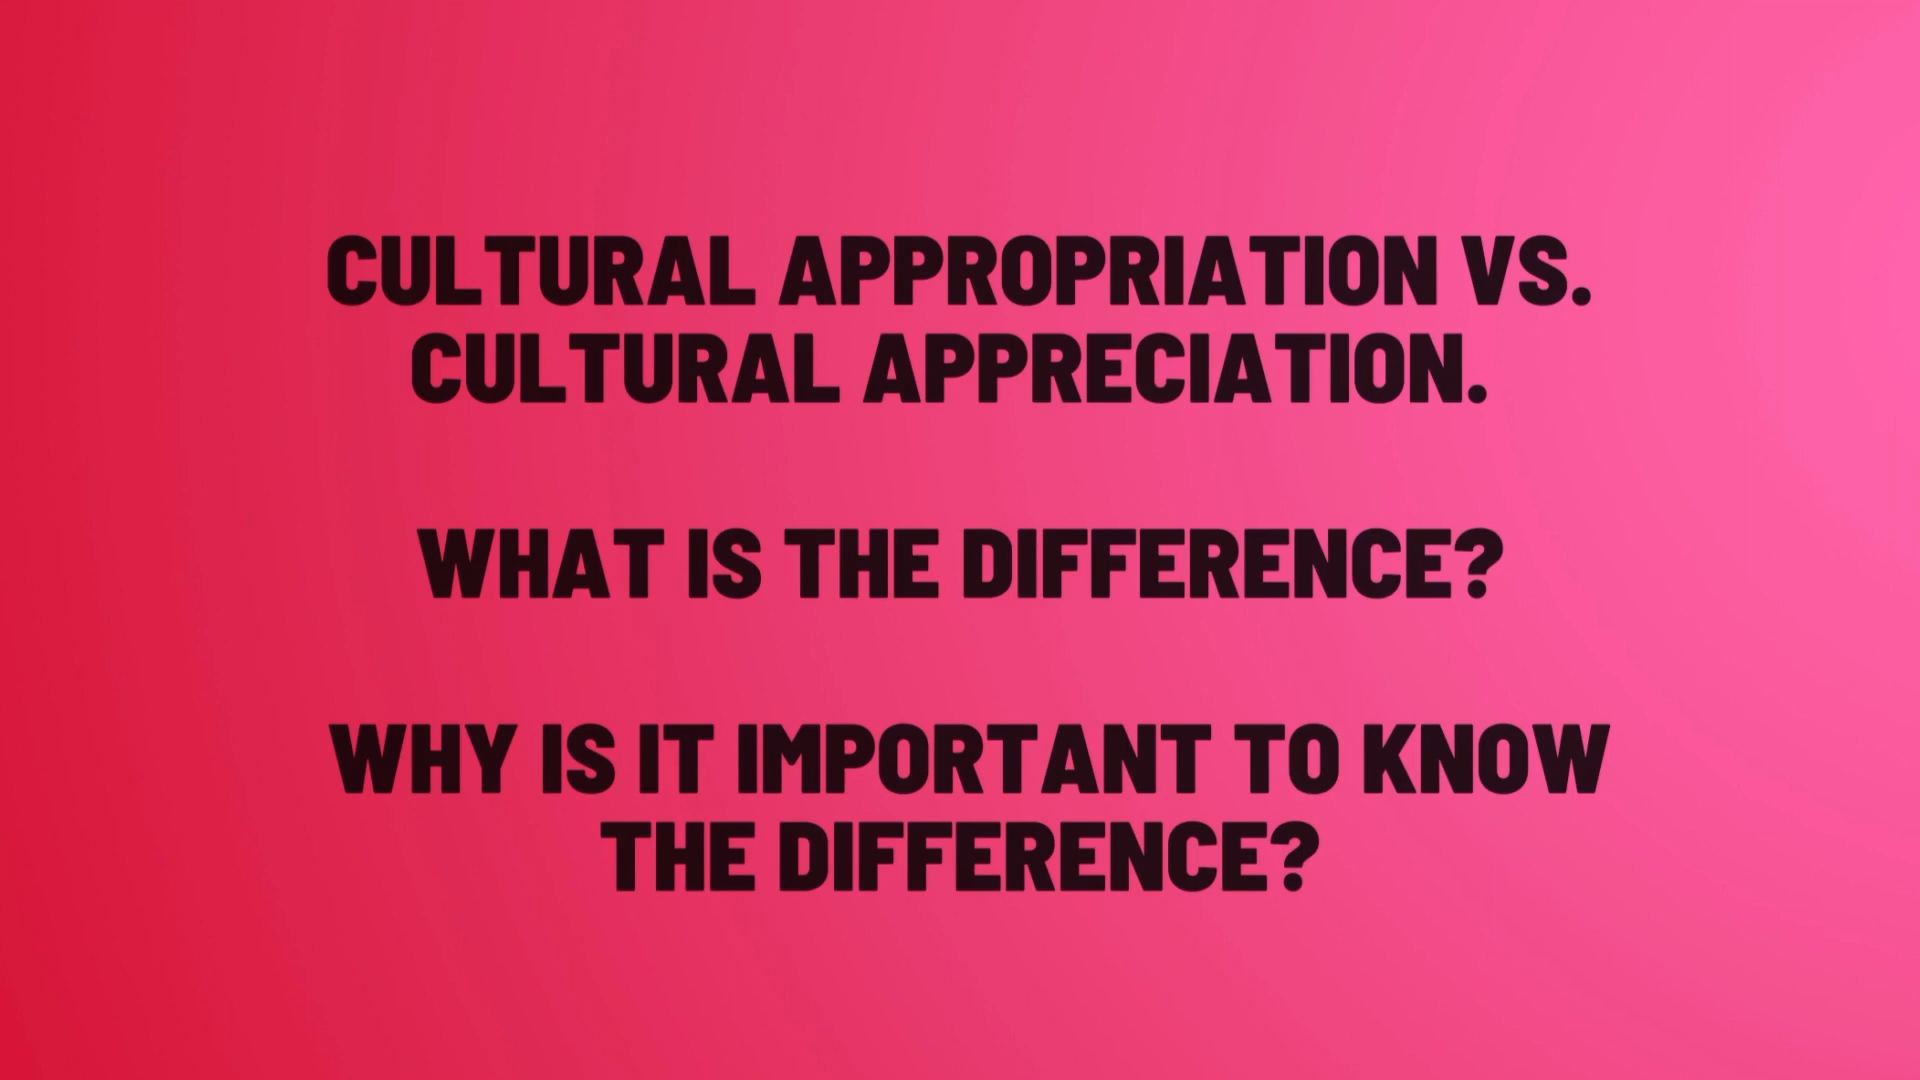 CULTURAL APPROPRIATION VS.
CULTURAL APPRECIATION.
WHAT IS THE DIFFERENCE?
WHY IS IT IMPORTANT TO KNOW
THE DIFFERENCE?